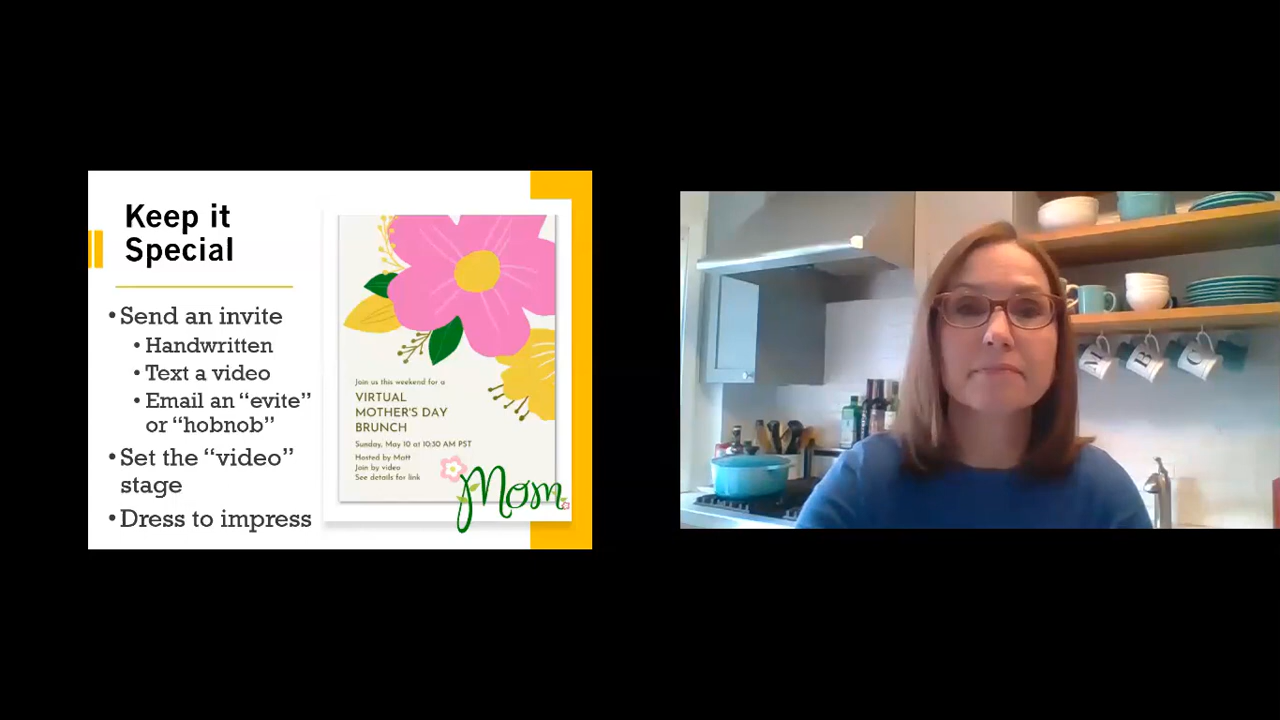 Keep it
Special
•Send an invite
•Handwritten
•Text a video
•Email an “evite”
or “hobnob”
•Set the “video”
stage
•Dress to impress
Join us this weekend for a
VIRTUAL
MOTHER'S DAY
BRUNCH
Sunday, May 10 at 10:30 AM PST
Hosted by Matt
Join by video
See details for link
Mom
M B C